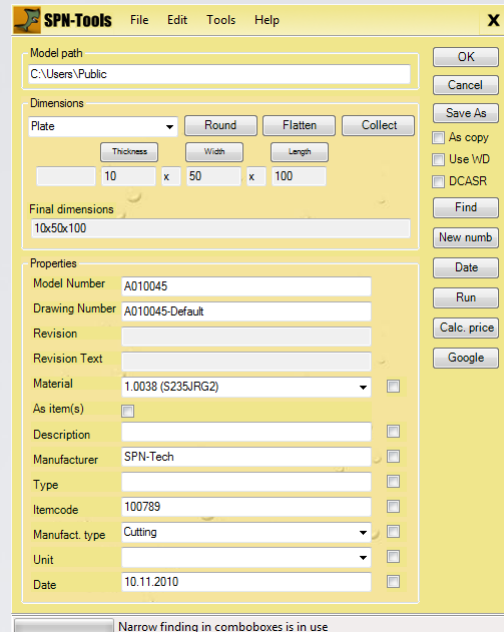 SPN-Tools File Edit Tools Help X
Model path
C:\Users\Public
OK
Cancel
Save As
As copy
Use WD
DCASR
Find
New numb
Date
Run
Calc. price
Google
Dimensions
Plate Round Flatten Collect
Thickness Width Length
10 x 50 x 100
Final dimensions
10x50x100
Properties
Model Number A010045
Drawing Number A010045-Default
Revision
Revision Text
Material 1.0038 (S235JRG2)
As item(s)
Description
Manufacturer SPN-Tech
Type
Itemcode 100789
Manufact. type Cutting
Unit
Date 10.11.2010
Narrow finding in comboboxes is in use